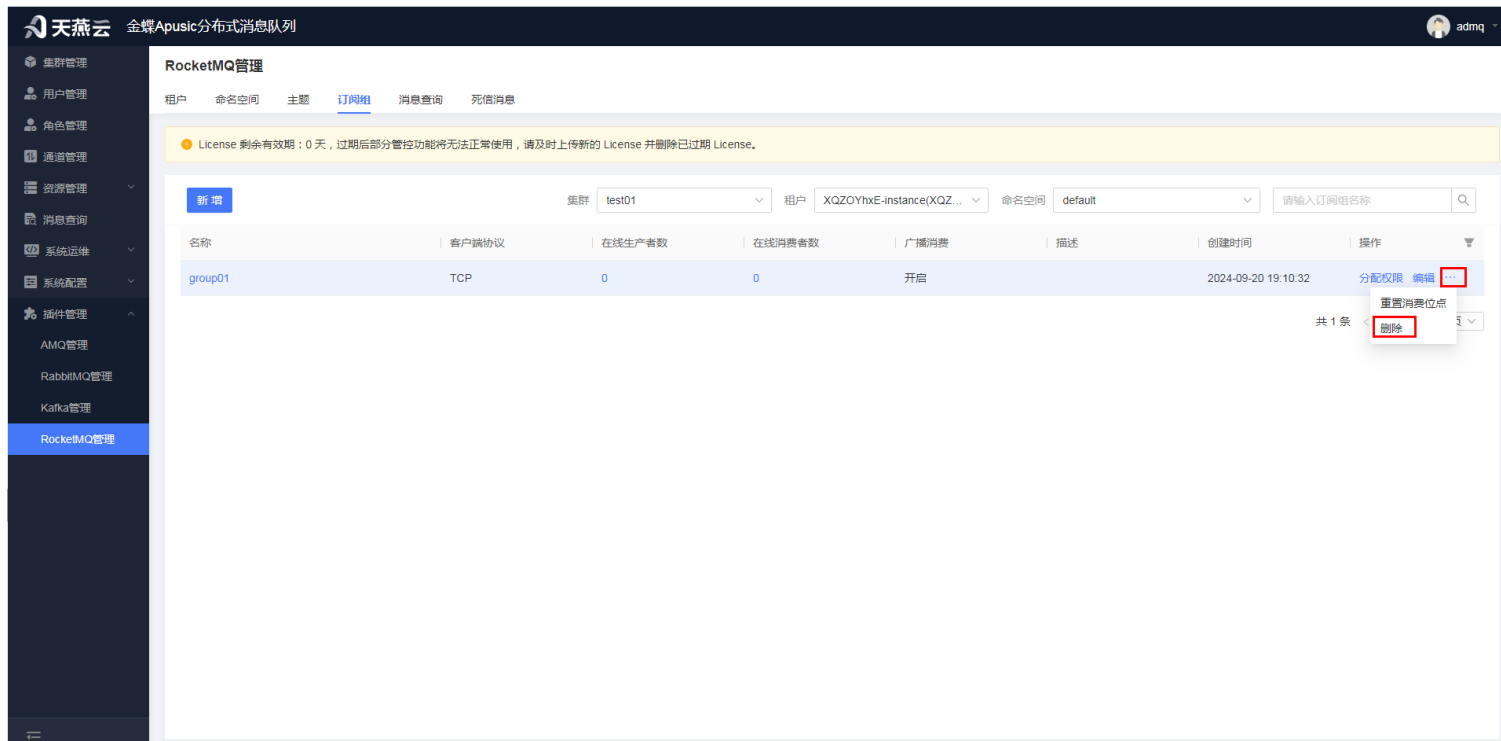 天燕云 金蝶Apusic分布式消息队列 admq
集群管理
用户管理
角色管理
通道管理
资源管理
消息查询
系统运维
系统配置
插件管理
AMQ管理
RabbitMQ管理
Kafka管理
RocketMQ管理
RocketMQ管理
租户 命名空间 主题 订阅组 消息查询 死信消息
License 剩余有效期：0 天，过期后部分管控功能将无法正常使用，请及时上传新的 License 并删除已过期 License。
新 增 集群 test01 租户 XQZOYhxE-instance(XQZ... 命名空间 default 请输入订阅组名称
名称 客户端协议 在线生产者数 在线消费者数 广播消费 描述 创建时间 操作
group01 TCP 0 0 开启 2024-09-20 19:10:32 分配权限 编辑 ···
重置消费位点
共 1 条 页
删除